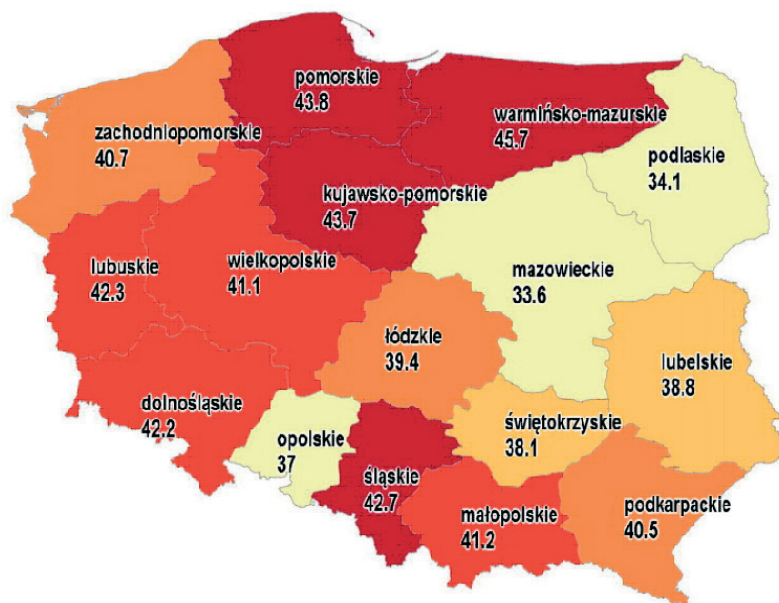 pomorskie
43.8
warmińsko-mazurskie
45.7
zachodniopomorskie
40.7
podlaskie
34.1
kujawsko-pomorskie
43.7
lubuskie
42.3
wielkopolskie
41.1
mazowieckie
33.6
łódzkie
39.4
lubelskie
38.8
dolnośląskie
42.2
świętokrzyskie
38.1
opolskie
37
śląskie
42.7
małopolskie
41.2
podkarpackie
40.5